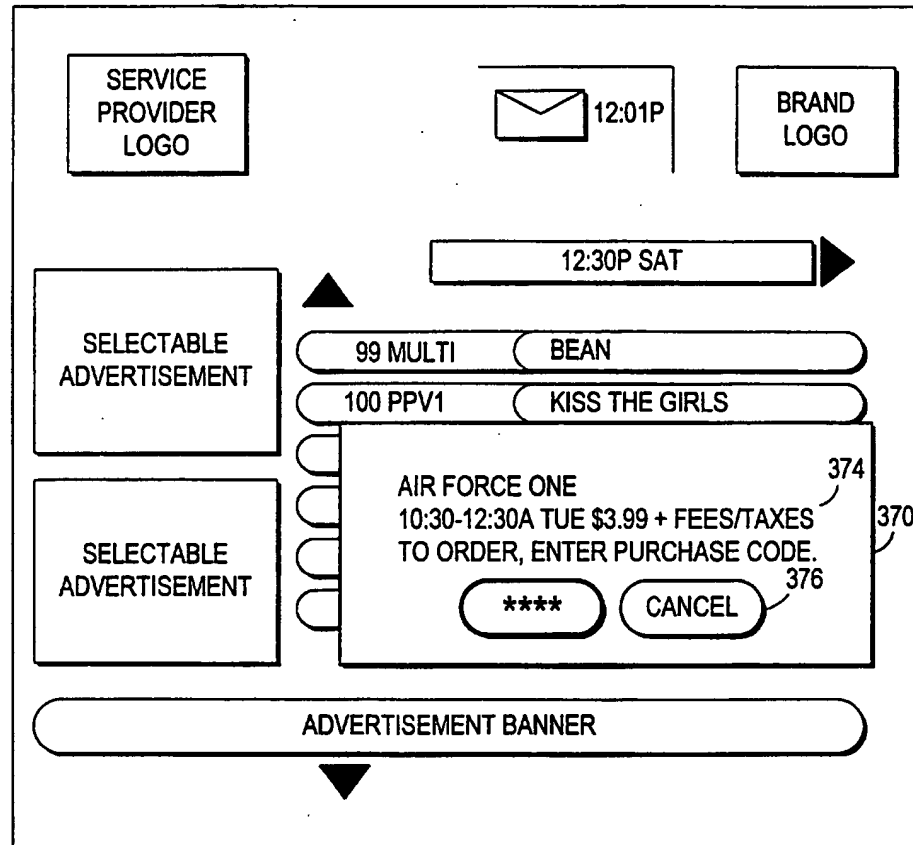 SERVICE
PROVIDER
LOGO
12:01P
BRAND
LOGO
12:30P SAT
SELECTABLE
ADVERTISEMENT
99 MULTI BEAN
100 PPV1 KISS THE GIRLS
SELECTABLE
ADVERTISEMENT
AIR FORCE ONE
374
10:30-12:30A TUE $3.99 + FEES/TAXES
370
TO ORDER, ENTER PURCHASE CODE.
376
**** CANCEL
ADVERTISEMENT BANNER